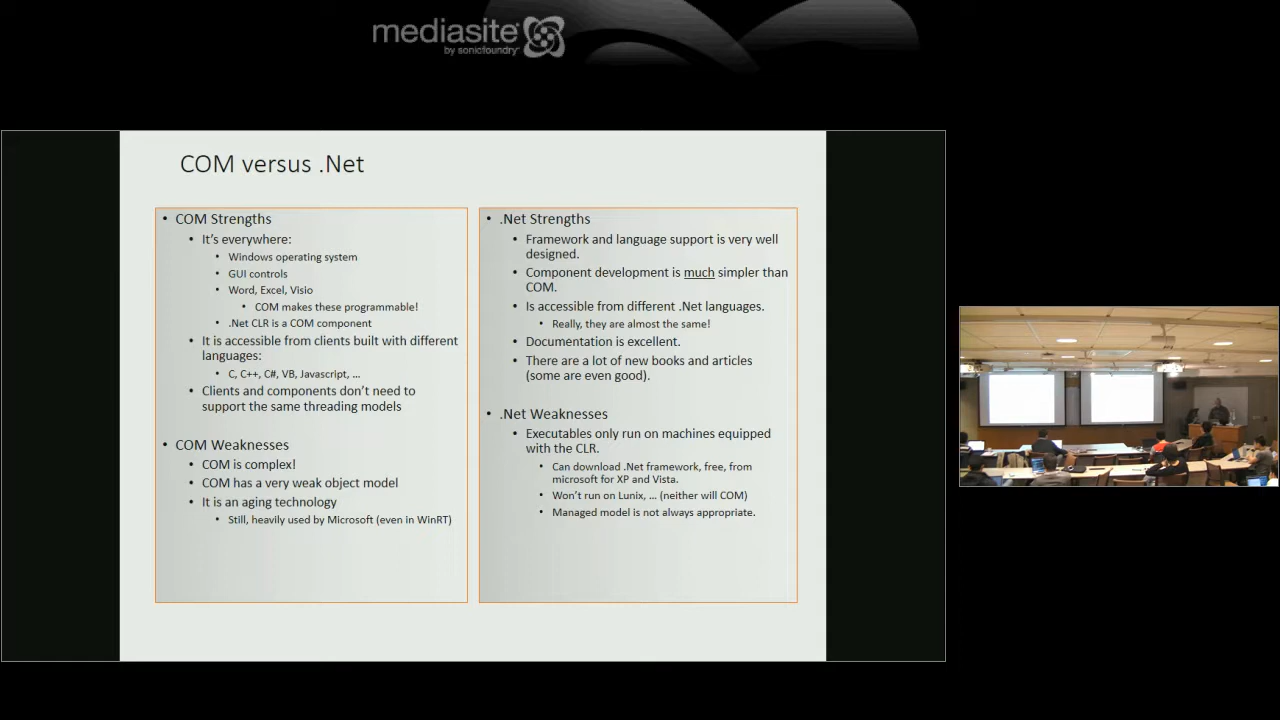 mediasite
by sonicfoundry
COM versus .Net
• COM Strengths
• It's everywhere:
• Windows operating system
• GUI controls
• Word, Excel, Visio
• COM makes these programmable!
• .Net CLR is a COM component
• It is accessible from clients built with different
languages:
• C, C++, C#, VB, Javascript, ...
• Clients and components don't need to
support the same threading models
• COM Weaknesses
• COM is complex!
• COM has a very weak object model
• It is an aging technology
• Still, heavily used by Microsoft (even in WinRT)
• .Net Strengths
• Framework and language support is very well
designed.
• Component development is much simpler than
COM.
• Is accessible from different .Net languages.
• Really, they are almost the same!
• Documentation is excellent.
• There are a lot of new books and articles
(some are even good).
• .Net Weaknesses
• Executables only run on machines equipped
with the CLR.
• Can download .Net framework, free, from
microsoft for XP and Vista.
• Won't run on Lunix, ... (neither will COM)
• Managed model is not always appropriate.